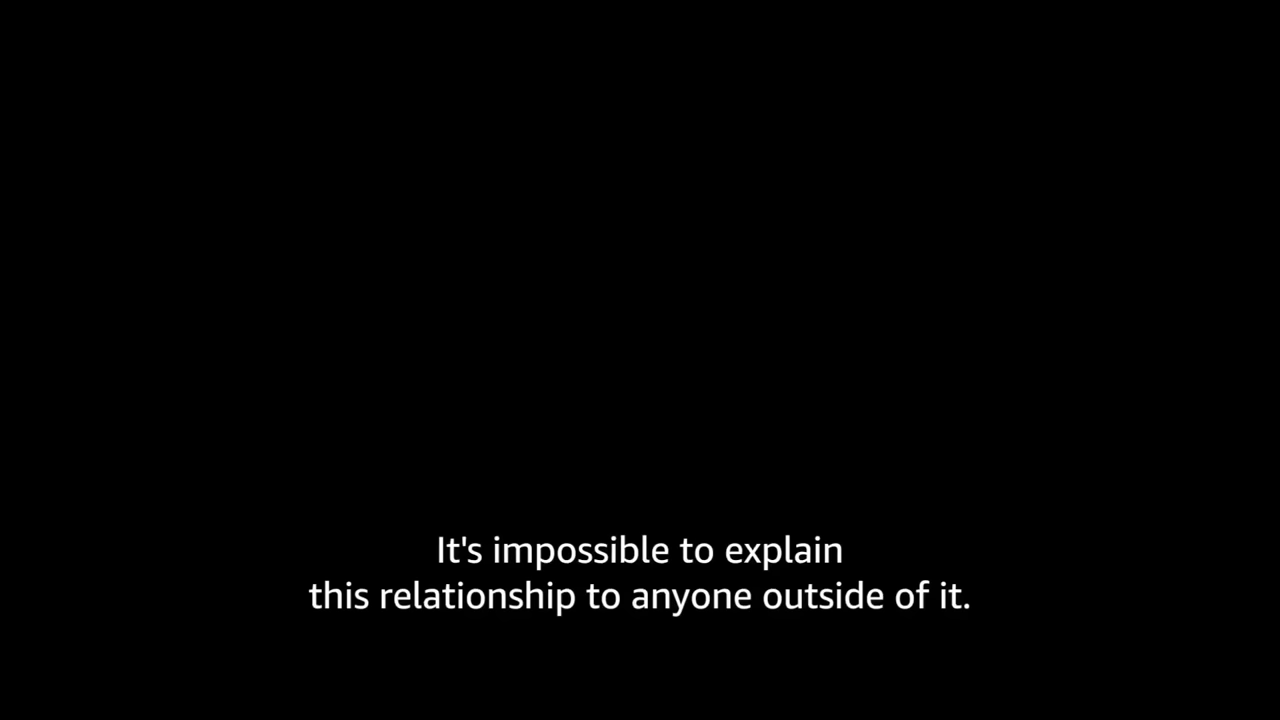 It's impossible to explain
this relationship to anyone outside of it.